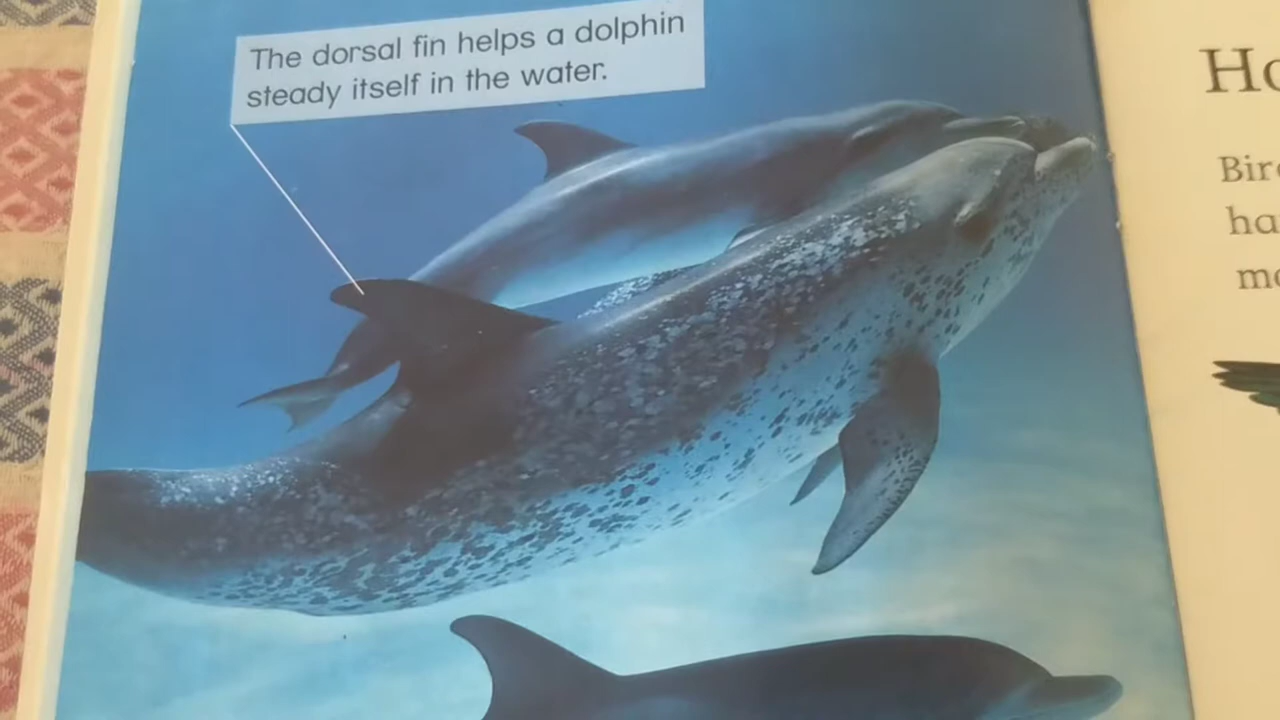 The dorsal fin helps a dolphin
steady itself in the water.